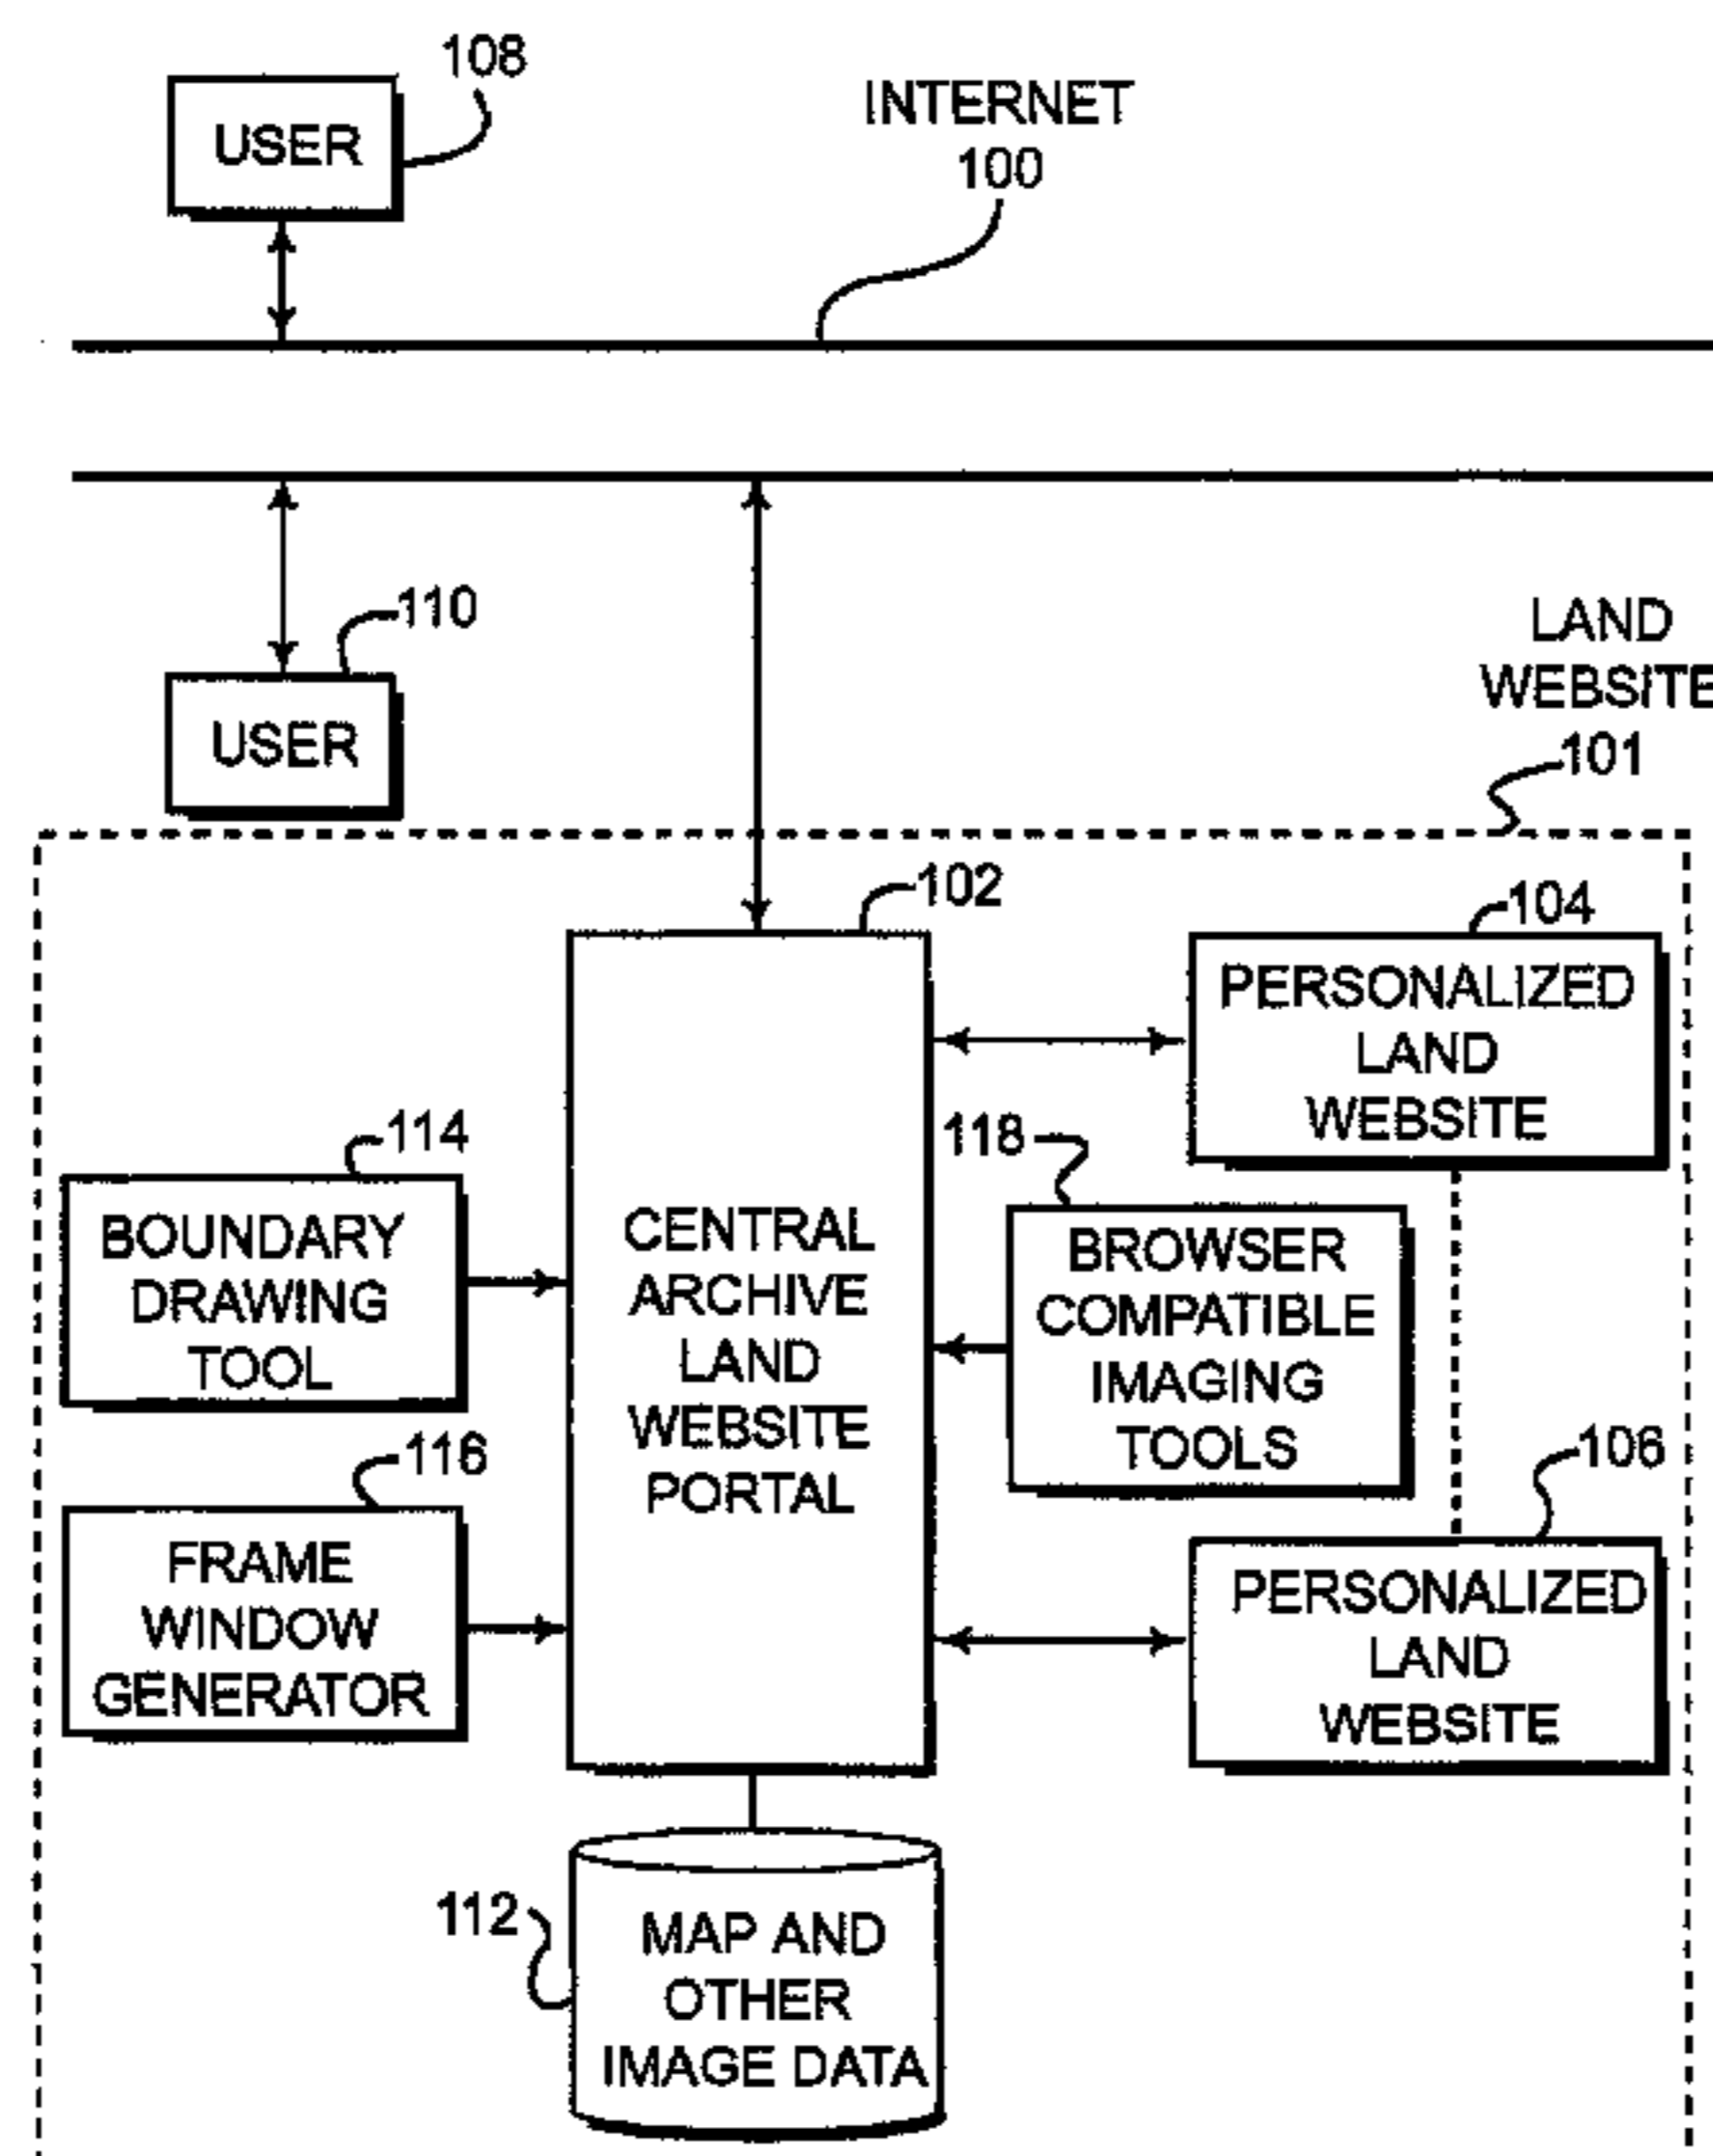 108
USER
INTERNET
100
110
USER
LAND
WEBSITE
101
102
104
PERSONALIZED
LAND
WEBSITE
114
BOUNDARY
DRAWING
TOOL
CENTRAL
ARCHIVE
LAND
WEBSITE
PORTAL
118
BROWSER
COMPATIBLE
IMAGING
TOOLS
116
FRAME
WINDOW
GENERATOR
106
PERSONALIZED
LAND
WEBSITE
112
MAP AND
OTHER
IMAGE DATA